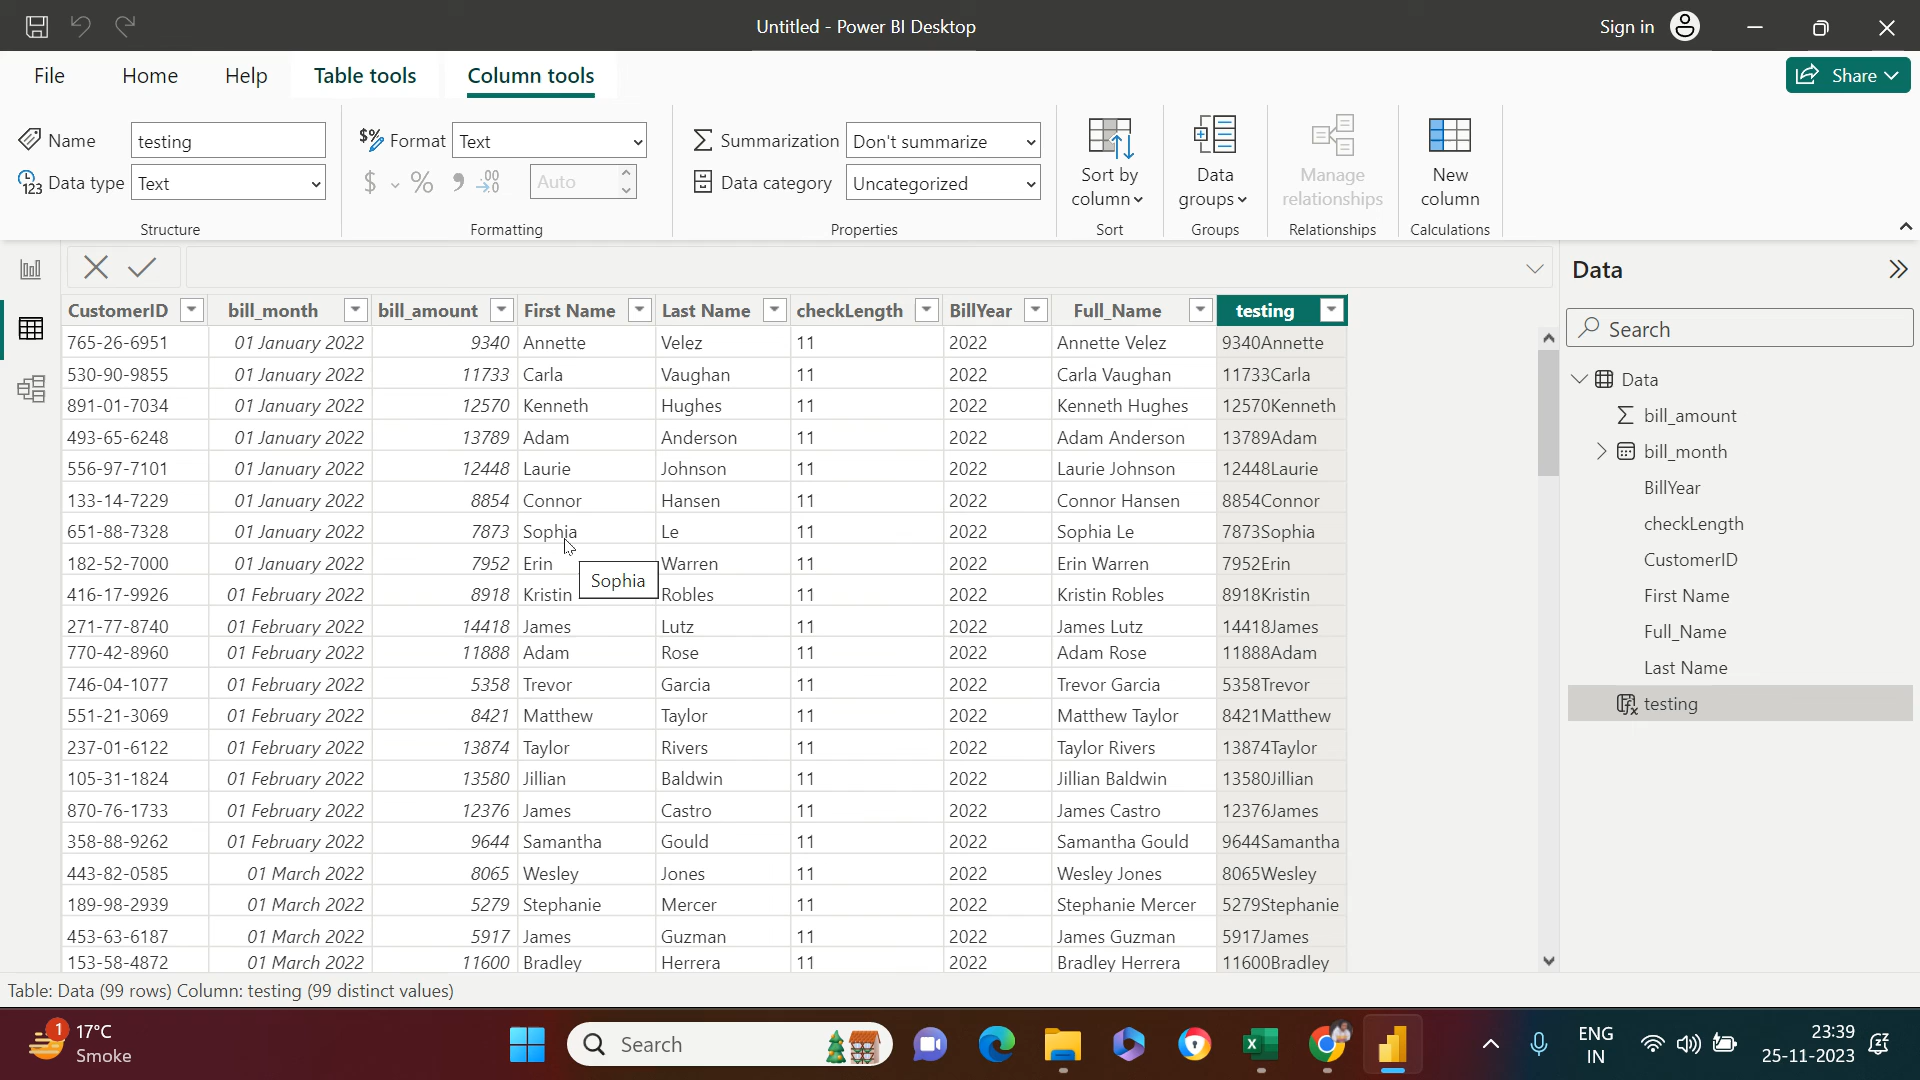 Untitled - Power BI Desktop
Sign in
File Home Help Table tools Column tools
Share
Name testing
Format Text
Summarization Don't summarize
Data type Text
$ % 9 .00 Auto
Data category Uncategorized
Sort by column
Data groups
Manage relationships
New column
Structure Formatting Properties Sort Groups Relationships Calculations
CustomerID bill_month bill_amount First Name Last Name checkLength BillYear Full_Name testing
765-26-6951 01 January 2022 9340 Annette Velez 11 2022 Annette Velez 9340Annette
530-90-9855 01 January 2022 11733 Carla Vaughan 11 2022 Carla Vaughan 11733Carla
891-01-7034 01 January 2022 12570 Kenneth Hughes 11 2022 Kenneth Hughes 12570Kenneth
493-65-6248 01 January 2022 13789 Adam Anderson 11 2022 Adam Anderson 13789Adam
556-97-7101 01 January 2022 12448 Laurie Johnson 11 2022 Laurie Johnson 12448Laurie
133-14-7229 01 January 2022 8854 Connor Hansen 11 2022 Connor Hansen 8854Connor
651-88-7328 01 January 2022 7873 Sophia Le 11 2022 Sophia Le 7873Sophia
182-52-7000 01 January 2022 7952 Erin Warren 11 2022 Erin Warren 7952Erin
Sophia
416-17-9926 01 February 2022 8918 Kristin Robles 11 2022 Kristin Robles 8918Kristin
271-77-8740 01 February 2022 14418 James Lutz 11 2022 James Lutz 14418James
770-42-8960 01 February 2022 11888 Adam Rose 11 2022 Adam Rose 11888Adam
746-04-1077 01 February 2022 5358 Trevor Garcia 11 2022 Trevor Garcia 5358Trevor
551-21-3069 01 February 2022 8421 Matthew Taylor 11 2022 Matthew Taylor 8421Matthew
237-01-6122 01 February 2022 13874 Taylor Rivers 11 2022 Taylor Rivers 13874Taylor
105-31-1824 01 February 2022 13580 Jillian Baldwin 11 2022 Jillian Baldwin 13580Jillian
870-76-1733 01 February 2022 12376 James Castro 11 2022 James Castro 12376James
358-88-9262 01 February 2022 9644 Samantha Gould 11 2022 Samantha Gould 9644Samantha
443-82-0585 01 March 2022 8065 Wesley Jones 11 2022 Wesley Jones 8065Wesley
189-98-2939 01 March 2022 5279 Stephanie Mercer 11 2022 Stephanie Mercer 5279Stephanie
453-63-6187 01 March 2022 5917 James Guzman 11 2022 James Guzman 5917James
153-58-4872 01 March 2022 11600 Bradley Herrera 11 2022 Bradley Herrera 11600Bradley
Data
Search
Data
bill_amount
bill_month
BillYear
checkLength
CustomerID
First Name
Full_Name
Last Name
testing
Table: Data (99 rows) Column: testing (99 distinct values)
1
17°C
Smoke
Search
ENG
IN
23:39
25-11-2023